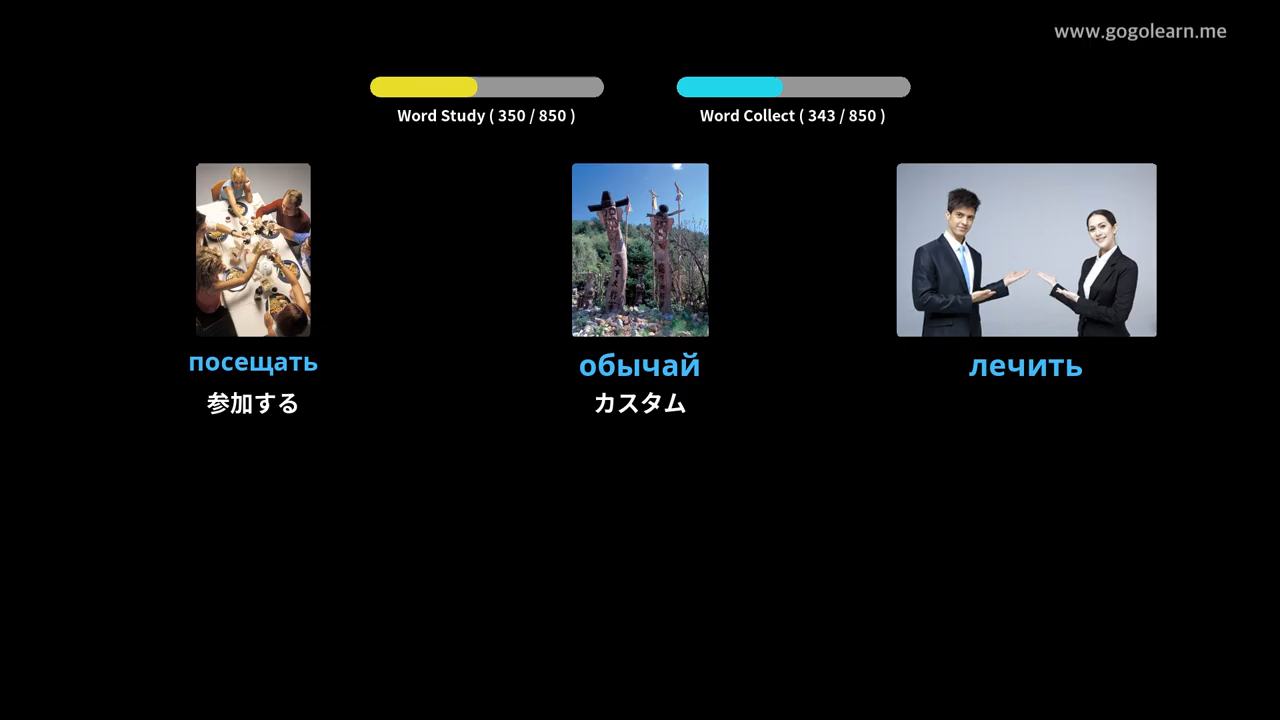 www.gogolearn.me
Word Study ( 350 / 850 )
Word Collect ( 343 / 850 )
посещать
обычай
лечить
参加する
カスタム